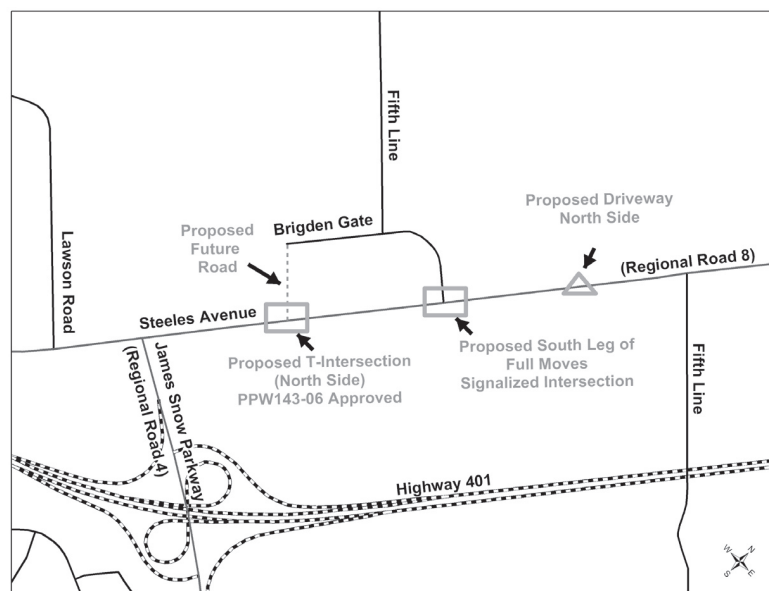 Fifth Line
Lawson Road
Proposed
Future
Road
Brigden Gate
Proposed Driveway
North Side
(Regional Road 8)
Steeles Avenue
Proposed T-Intersection
(North Side)
PPW143-06 Approved
Proposed South Leg of
Full Moves
Signalized Intersection
James Snow Parkway
(Regional Road 4)
Fifth Line
Highway 401
N
W
E
S